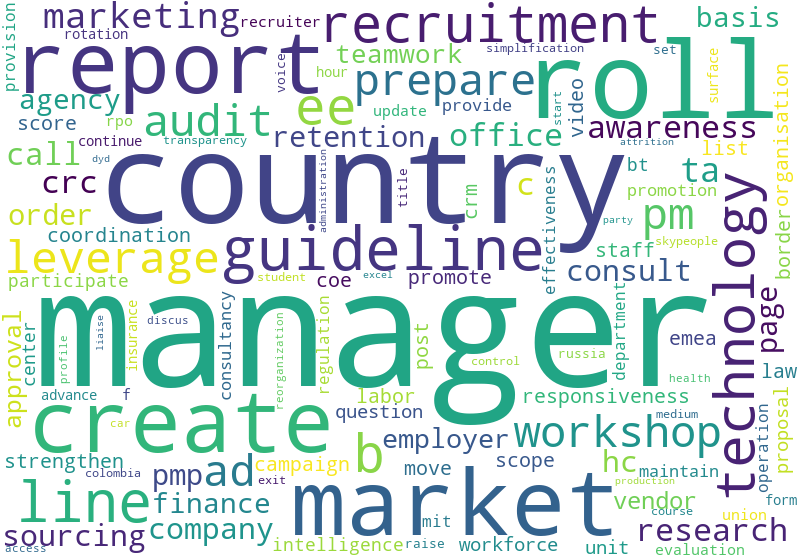 provision
marketing
recruiter
rotation
recruitment
simplification
set
basis
report
voice
teamwork
prepare
roll
surface
agency
hour
ee
update
provide
start
video
organisation
score
rpo
audit
retention
office
awareness
continue
transparency
call
crc
dyd
country
attrition
bt
list
ta
administration
title
crm
c
promotion
pm
order
coordination
guideline
party
effectiveness
staff
skypeople
border
leverage
participate
student
coe
excel
promote
consult
technology
page
approval
center
liaise
discus
insurance
consultancy
manager
post
regulation
reorganization
control
russia
department
emea
law
profile
health
advance
f
labor
responsiveness
create
car
question
medium
proposal
operation
b
employer
workshop
strengthen
colombia
pmp
ad
campaign
exit
market
move
scope
hc
maintain
production
line
finance
vendor
course
form
sourcing
company
mit
research
union
access
intelligence
raise
workforce
unit
evaluation